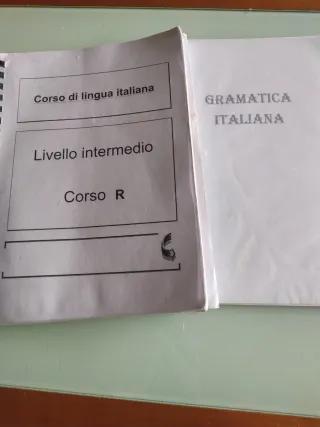 Corso di lingua italiana
Livello intermedio
Corso R
GRAMATICA
ITALIANA